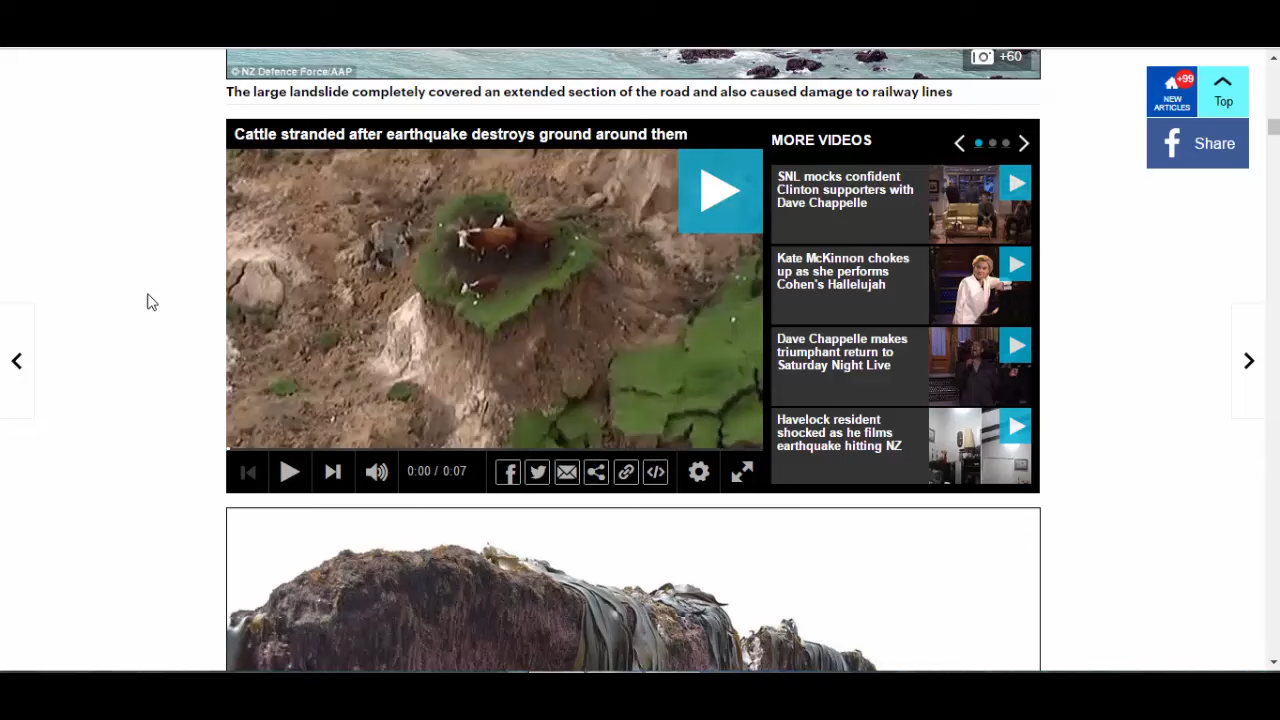 +60
© NZ Defence Force/AAP
The large landslide completely covered an extended section of the road and also caused damage to railway lines
+99
NEW
ARTICLES
Top
Share
Cattle stranded after earthquake destroys ground around them
MORE VIDEOS
SNL mocks confident
Clinton supporters with
Dave Chappelle
Kate McKinnon chokes
up as she performs
Cohen's Hallelujah
Dave Chappelle makes
triumphant return to
Saturday Night Live
Havelock resident
shocked as he films
earthquake hitting NZ
0:00 / 0:07